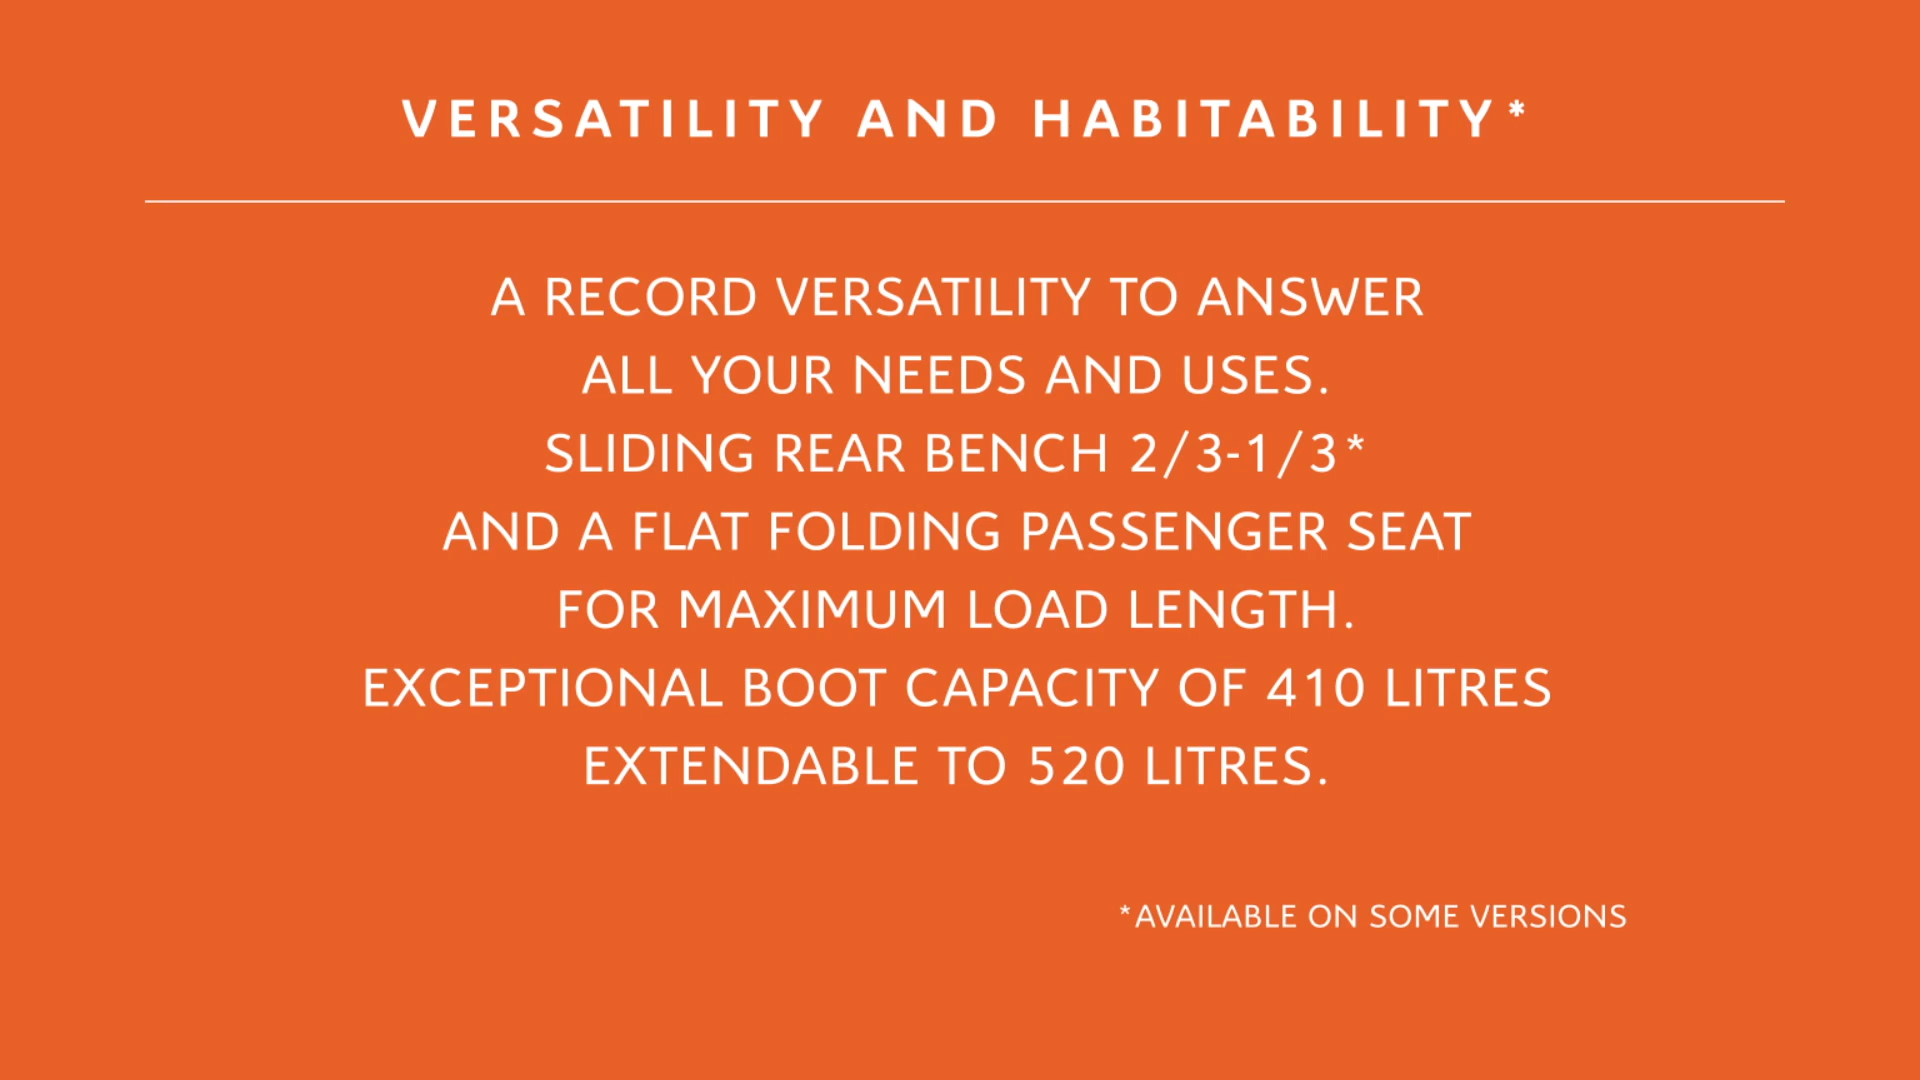 VERSATILITY AND HABITABILITY*
A RECORD VERSATILITY TO ANSWER
ALL YOUR NEEDS AND USES.
SLIDING REAR BENCH 2/3-1/3*
AND A FLAT FOLDING PASSENGER SEAT
FOR MAXIMUM LOAD LENGTH.
EXCEPTIONAL BOOT CAPACITY OF 410 LITRES
EXTENDABLE TO 520 LITRES.
*AVAILABLE ON SOME VERSIONS